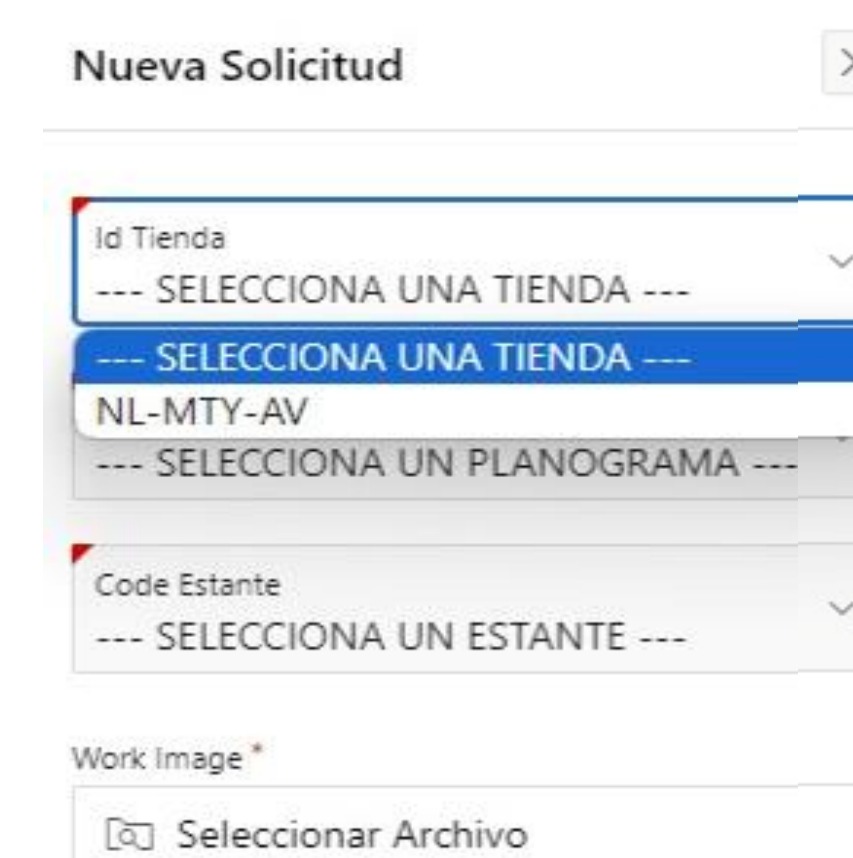 Nueva Solicitud
Id Tienda
--- SELECCIONA UNA TIENDA ---
--- SELECCIONA UNA TIENDA ---
NL-MTY-AV
--- SELECCIONA UN PLANOGRAMA ---
Code Estante
--- SELECCIONA UN ESTANTE ---
Work Image *
Seleccionar Archivo